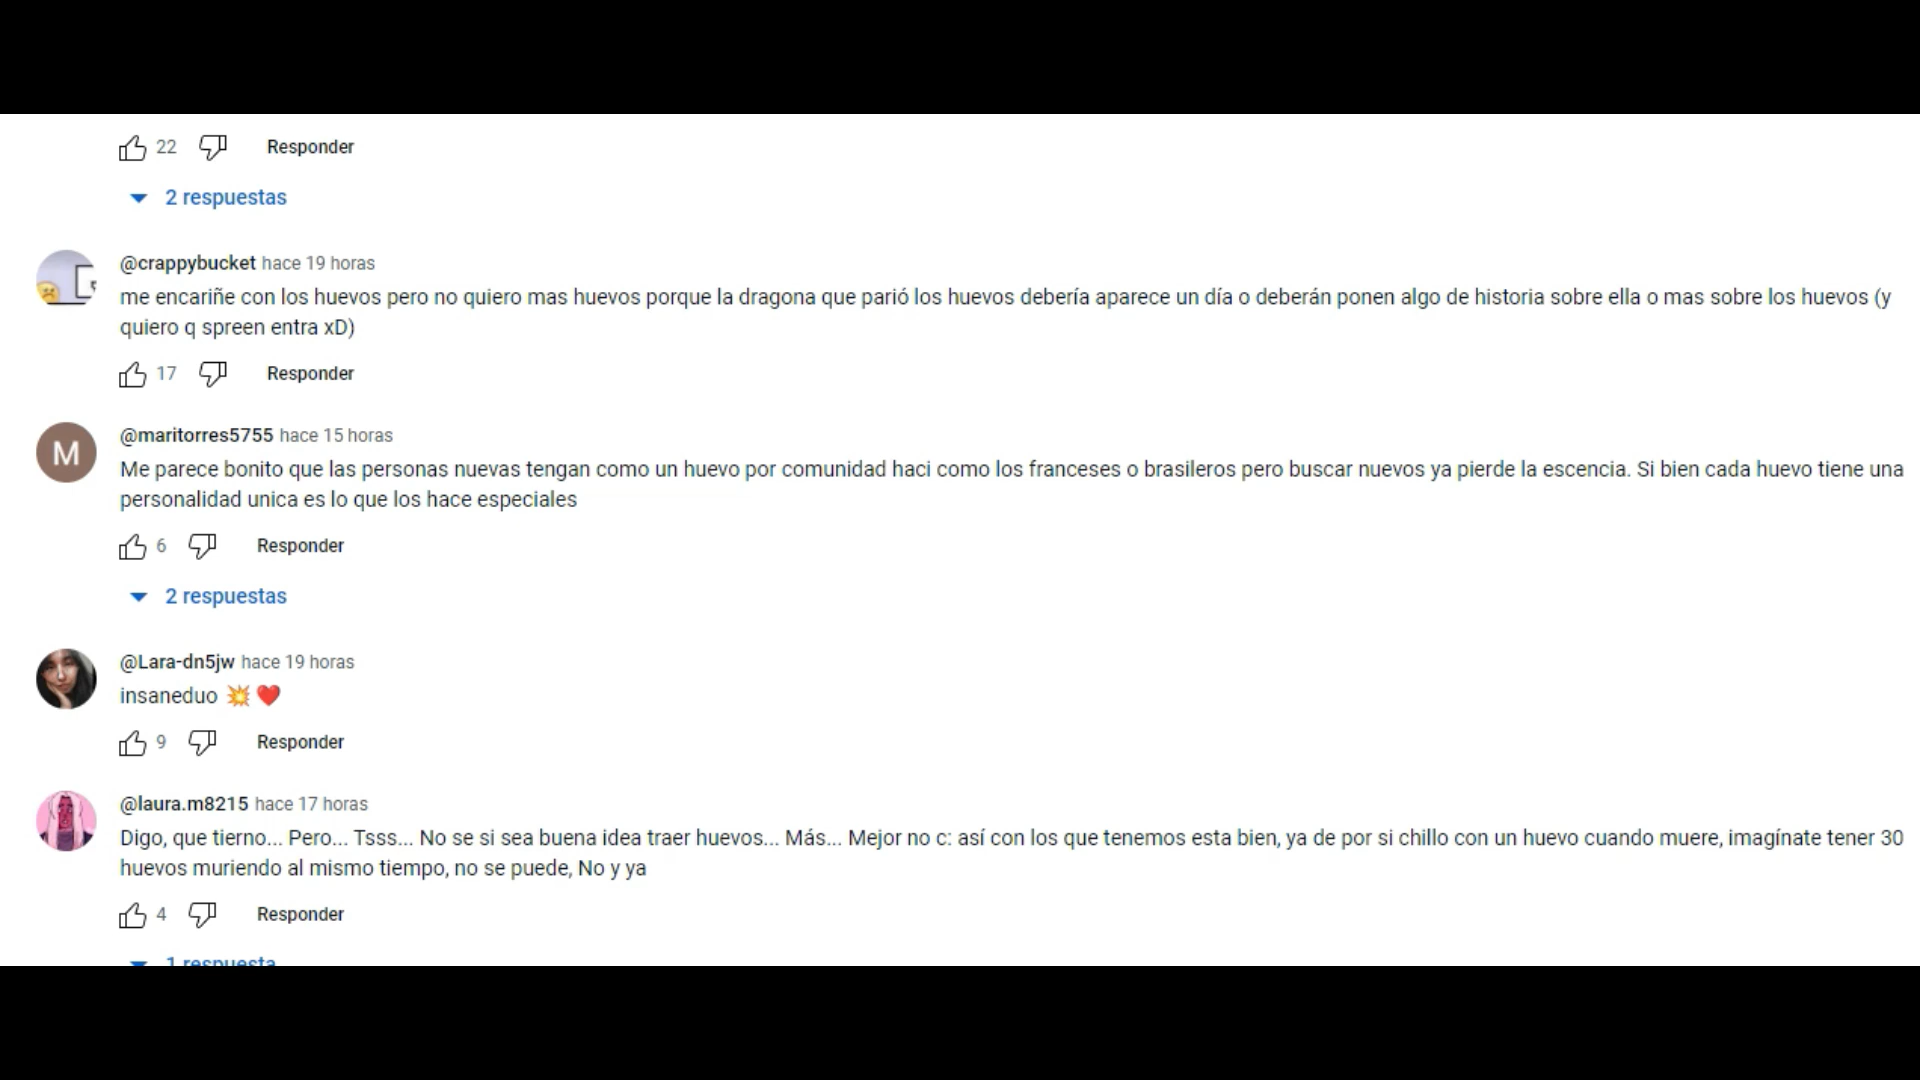 22 Responder
2 respuestas
@crappybucket hace 19 horas
me encariñe con los huevos pero no quiero mas huevos porque la dragona que parió los huevos debería aparece un día o deberán ponen algo de historia sobre ella o mas sobre los huevos (y
quiero q spreen entra xD)
17 Responder
M
@maritorres5755 hace 15 horas
Me parece bonito que las personas nuevas tengan como un huevo por comunidad haci como los franceses o brasileros pero buscar nuevos ya pierde la escencia. Si bien cada huevo tiene una
personalidad unica es lo que los hace especiales
6 Responder
2 respuestas
@Lara-dn5jw hace 19 horas
insaneduo 💥❤️
9 Responder
@laura.m8215 hace 17 horas
Digo, que tierno... Pero... Tsss... No se si sea buena idea traer huevos... Más... Mejor no c: así con los que tenemos esta bien, ya de por si chillo con un huevo cuando muere, imagínate tener 30
huevos muriendo al mismo tiempo, no se puede, No y ya
4 Responder
1 respuesta